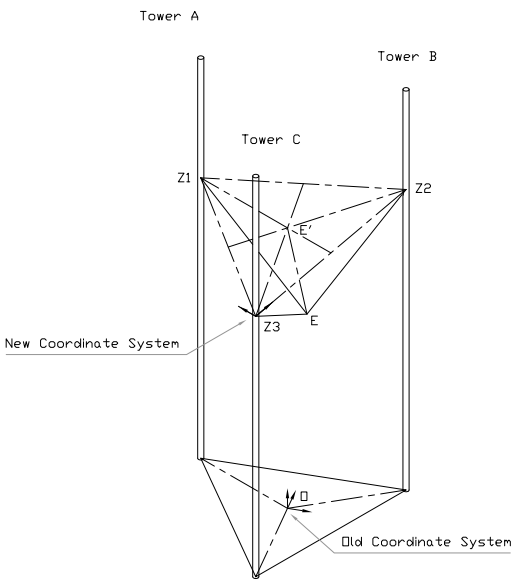 Tower A
Tower B
Tower C
Z1
Z2
E'
Z3
E
New Coordinate System
O
Old Coordinate System